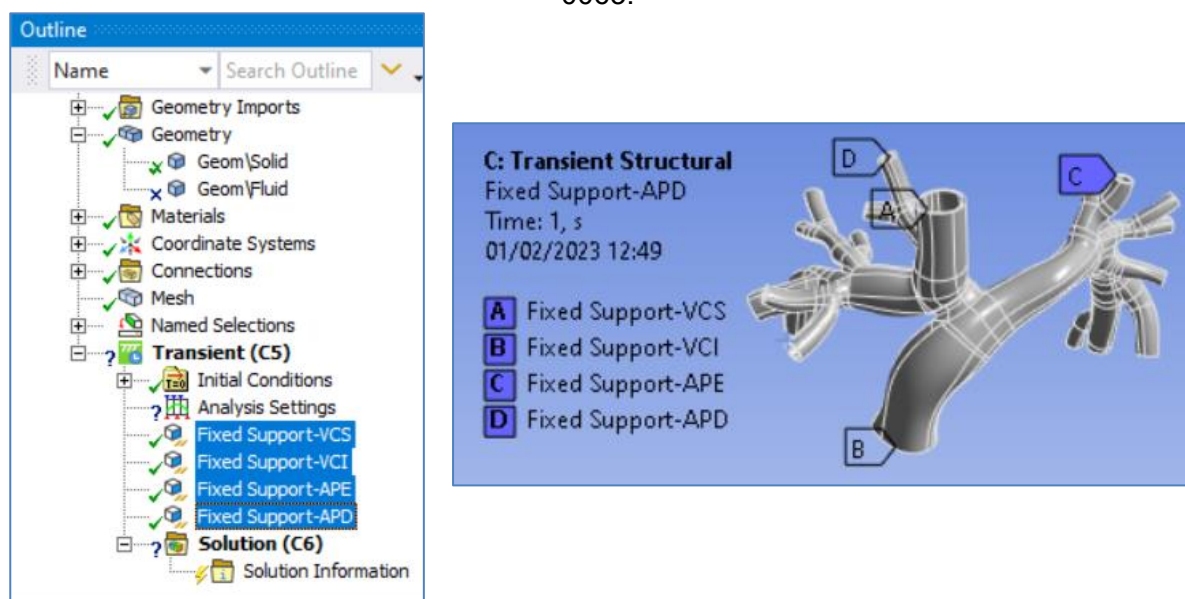 Outline
Name
Search Outline
Geometry Imports
Geometry
Geom\Solid
Geom\Fluid
Materials
Coordinate Systems
Connections
Mesh
Named Selections
Transient (C5)
T=0
Initial Conditions
Analysis Settings
Fixed Support-VCS
Fixed Support-VCI
Fixed Support-APE
Fixed Support-APD
Solution (C6)
Solution Information
C: Transient Structural
Fixed Support-APD
Time: 1, s
01/02/2023 12:49
A Fixed Support-VCS
B Fixed Support-VCI
C Fixed Support-APE
D Fixed Support-APD
D
A
C
B